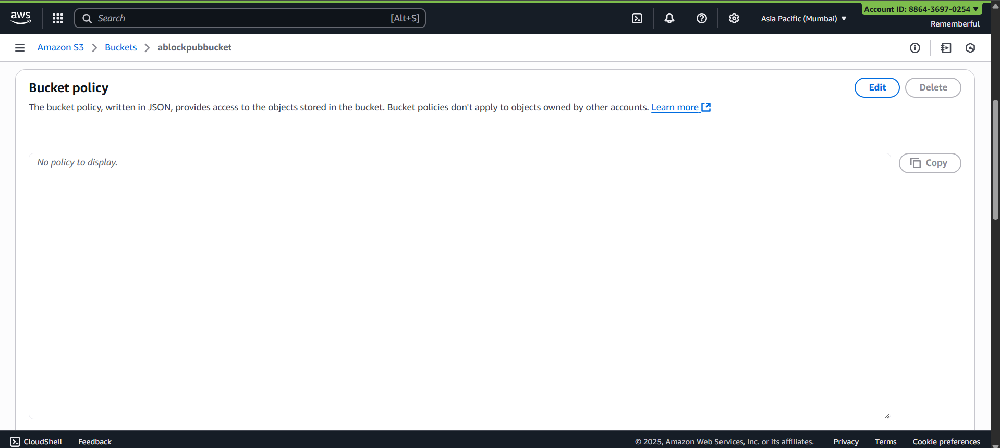 aws
Search [Alt+S]
Asia Pacific (Mumbai)
Account ID: 8864-3697-0254
Rememberful
Amazon S3 > Buckets > ablockpubbucket
Bucket policy
Edit
Delete
The bucket policy, written in JSON, provides access to the objects stored in the bucket. Bucket policies don't apply to objects owned by other accounts. Learn more
No policy to display.
Copy
CloudShell Feedback © 2025, Amazon Web Services, Inc. or its affiliates. Privacy Terms Cookie preferences